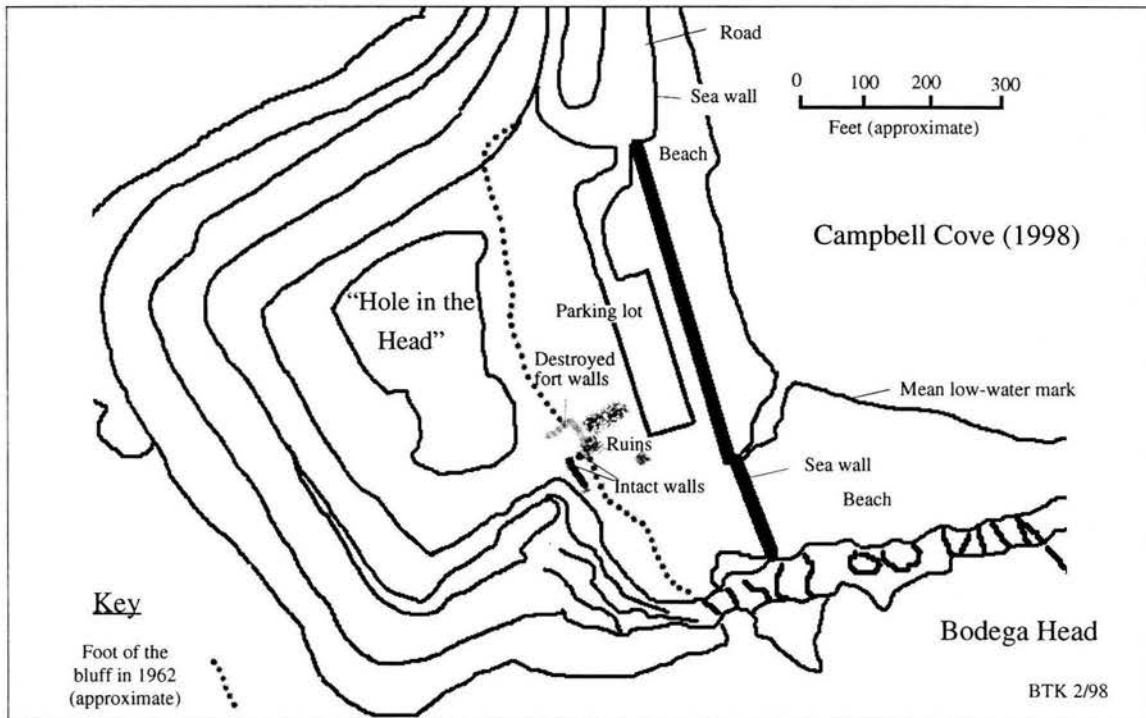 Road
0 100 200 300
Sea wall
Feet (approximate)
Beach
Campbell Cove (1998)
“Hole in the
Head”
Parking lot
Destroyed
fort walls
Mean low-water mark
Ruins
Sea wall
Intact walls
Beach
Key
Foot of the
bluff in 1962
(approximate)
Bodega Head
BTK 2/98